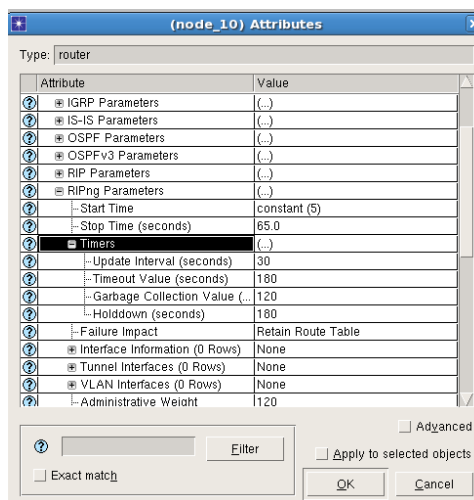 (node_10) Attributes
Type: router
Attribute Value
IGRP Parameters (...)
IS-IS Parameters (...)
OSPF Parameters (...)
OSPFv3 Parameters (...)
RIP Parameters (...)
RIPng Parameters (...)
Start Time constant (5)
Stop Time (seconds) 65.0
Timers (...)
Update Interval (seconds) 30
Timeout Value (seconds) 180
Garbage Collection Value (... 120
Holddown (seconds) 180
Failure Impact Retain Route Table
Interface Information (0 Rows) None
Tunnel Interfaces (0 Rows) None
VLAN Interfaces (0 Rows) None
Administrative Weight 120
Advanced
Filter
Apply to selected objects
Exact match
OK Cancel